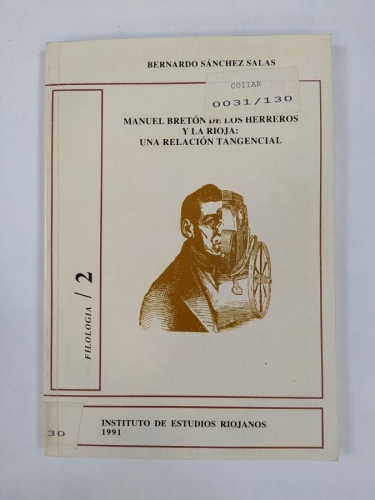 BERNARDO SÁNCHEZ SALAS
COIIAR
0031/130
MANUEL BRETÓN DE LOS HERREROS
Y LA RIOJA:
UNA RELACIÓN TANGENCIAL
FILOLOGIA / 2
INSTITUTO DE ESTUDIOS RIOJANOS
1991
30